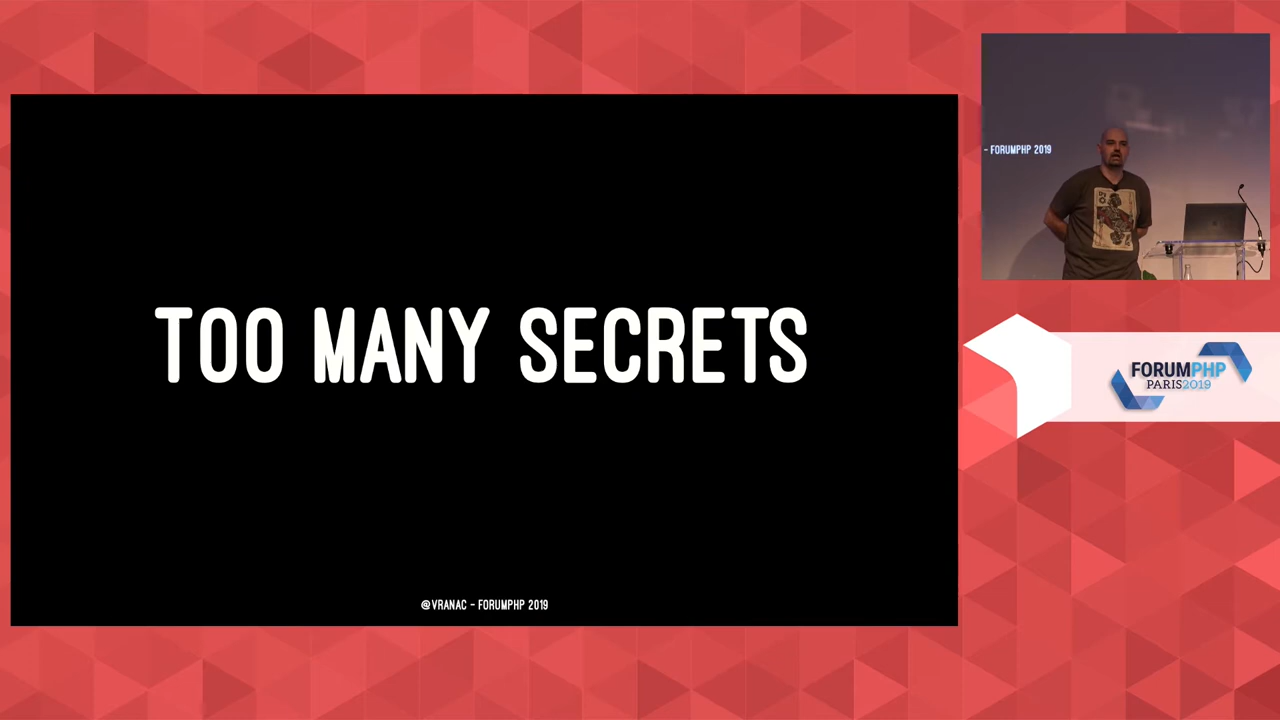 TOO MANY SECRETS
@VRANAC - FORUMPHP 2019
- FORUMPHP 2019
FORUMPHP
PARIS2019